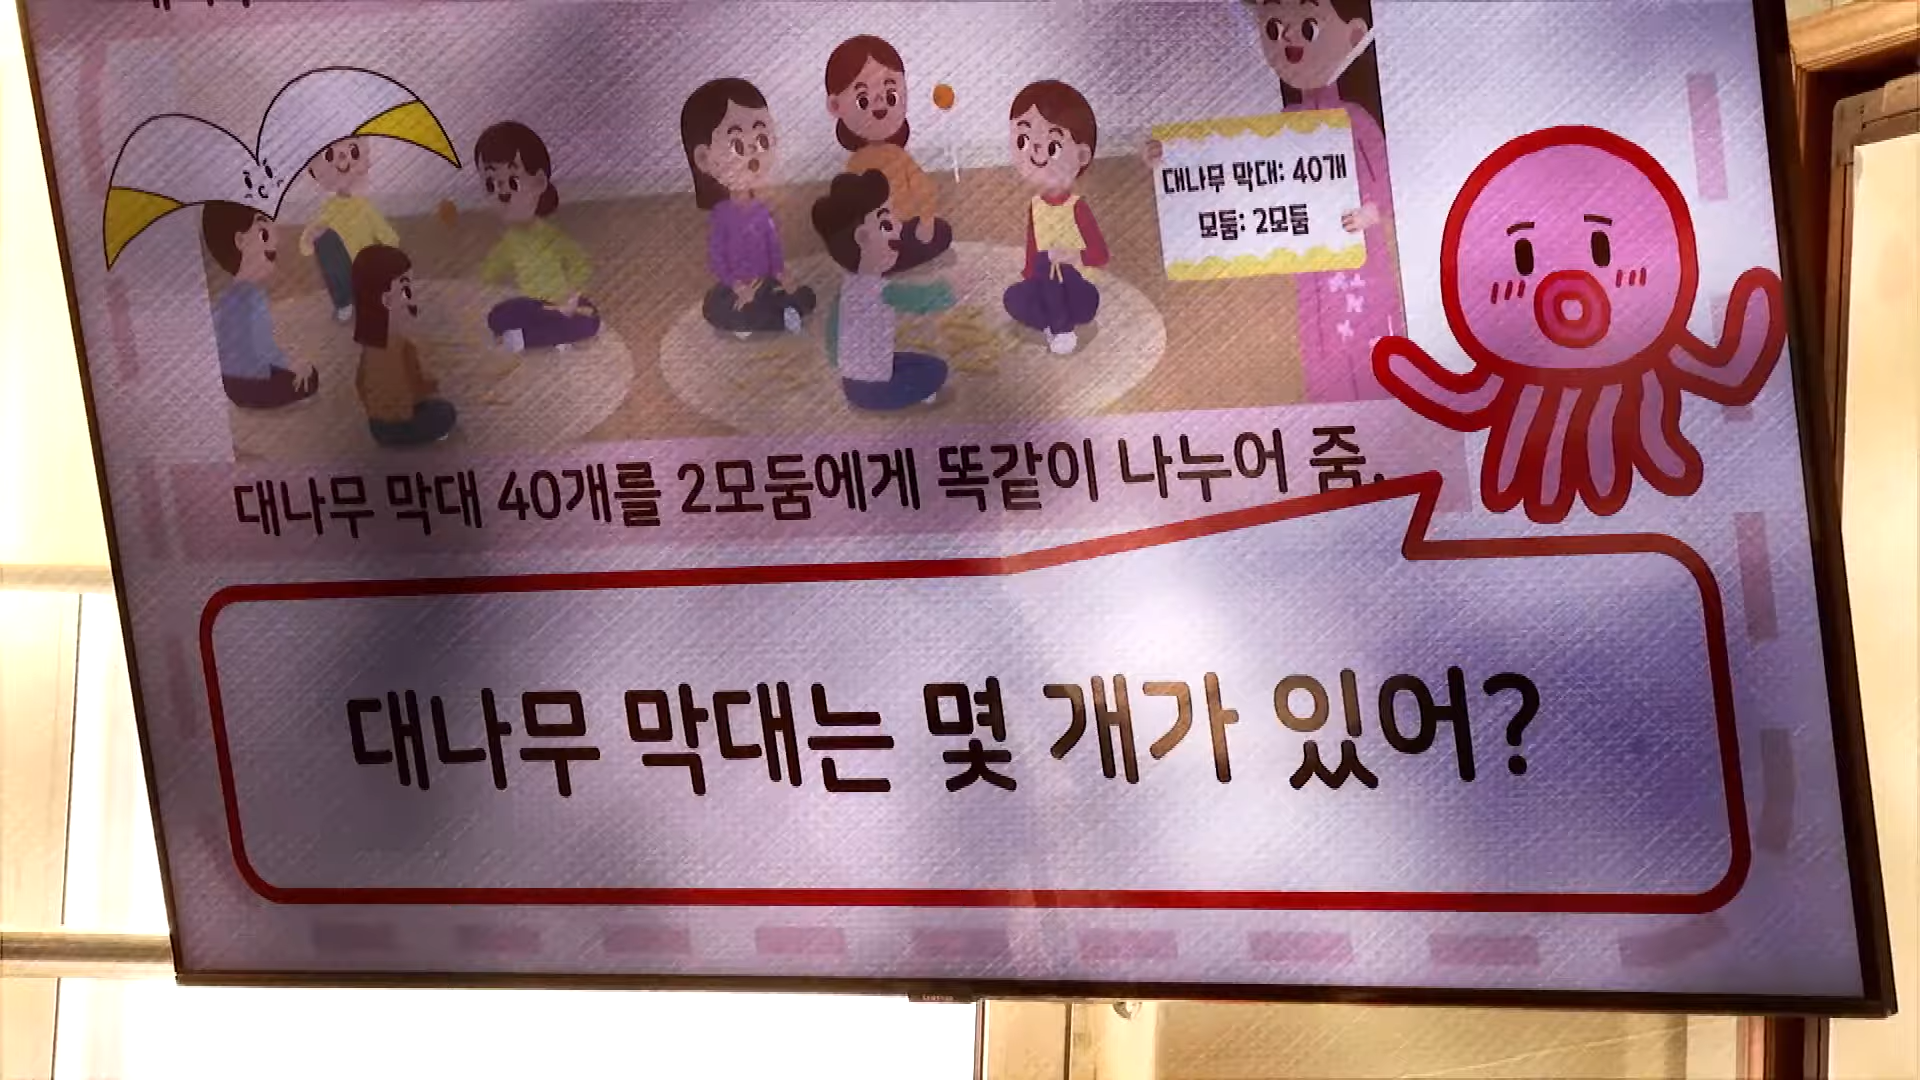 대나무 막대: 40개
모둠: 2모둠
대나무 막대 40개를 2모둠에게 똑같이 나누어 줌.
대나무 막대는 몇 개가 있어?